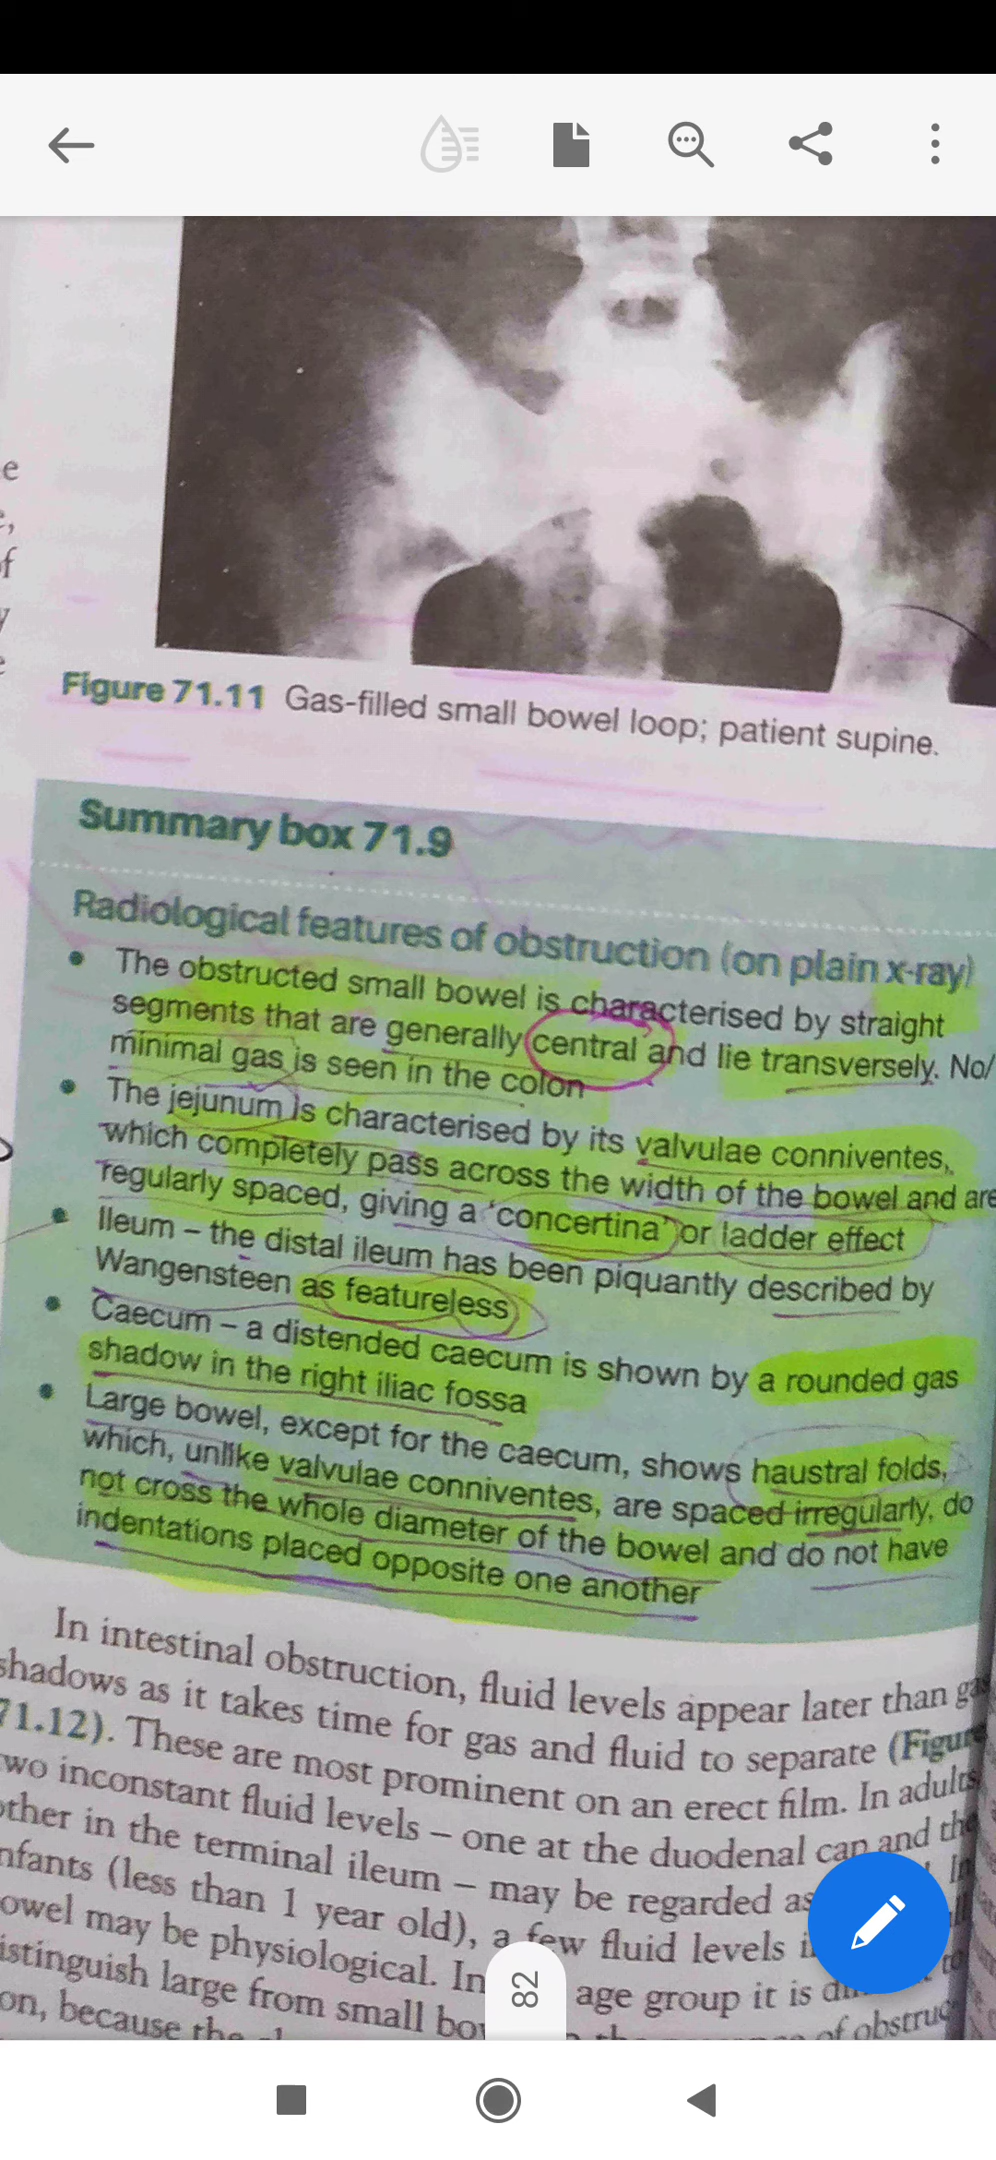 e
e,
of
y
e
Figure 71.11 Gas-filled small bowel loop; patient supine.
Summary box 71.9
Radiological features of obstruction (on plain x-ray)
• The obstructed small bowel is characterised by straight
segments that are generally central and lie transversely. No/
minimal gas is seen in the colon
• The jejunum is characterised by its valvulae conniventes,
which completely pass across the width of the bowel and are
regularly spaced, giving a ‘concertina’ or ladder effect
• Ileum – the distal ileum has been piquantly described by
Wangensteen as featureless
• Caecum – a distended caecum is shown by a rounded gas
shadow in the right iliac fossa
• Large bowel, except for the caecum, shows haustral folds,
which, unlike valvulae conniventes, are spaced irregularly, do
not cross the whole diameter of the bowel and do not have
indentations placed opposite one another
In intestinal obstruction, fluid levels appear later than gas
shadows as it takes time for gas and fluid to separate (Figure
71.12). These are most prominent on an erect film. In adults,
two inconstant fluid levels – one at the duodenal cap and the
other in the terminal ileum – may be regarded as
infants (less than 1 year old), a few fluid levels
bowel may be physiological. In age group it is
distinguish large from small
on, because the of obstruc
82